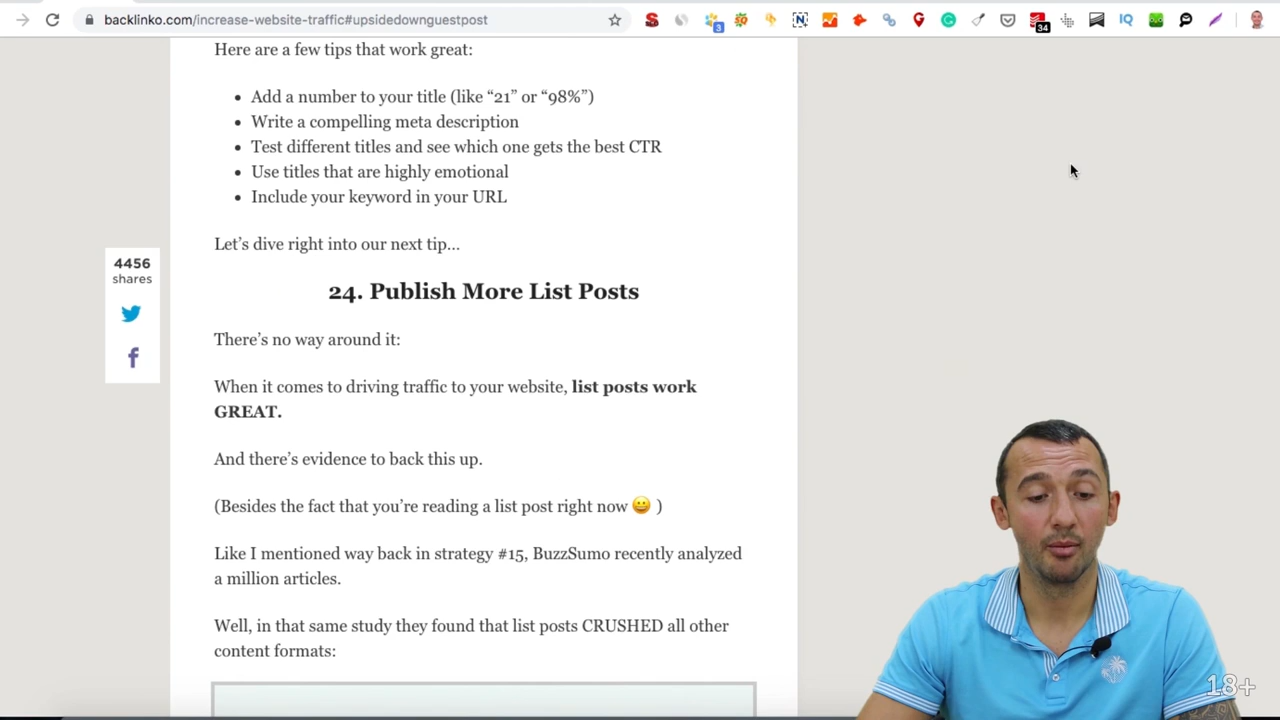 backlinko.com/increase-website-traffic#upsidedownguestpost
3
34
Here are a few tips that work great:
• Add a number to your title (like “21” or “98%”)
• Write a compelling meta description
• Test different titles and see which one gets the best CTR
• Use titles that are highly emotional
• Include your keyword in your URL
Let’s dive right into our next tip…
4456
shares
24. Publish More List Posts
There’s no way around it:
When it comes to driving traffic to your website, list posts work
GREAT.
And there’s evidence to back this up.
(Besides the fact that you’re reading a list post right now 😀 )
Like I mentioned way back in strategy #15, BuzzSumo recently analyzed
a million articles.
Well, in that same study they found that list posts CRUSHED all other
content formats:
18+